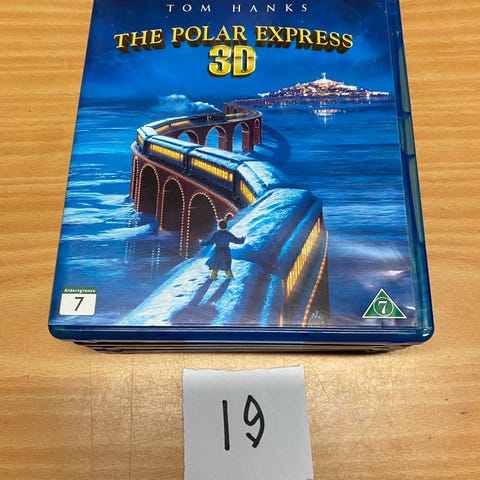 TOM HANKS
THE POLAR EXPRESS
3D
Aldersgrense
7
7
19